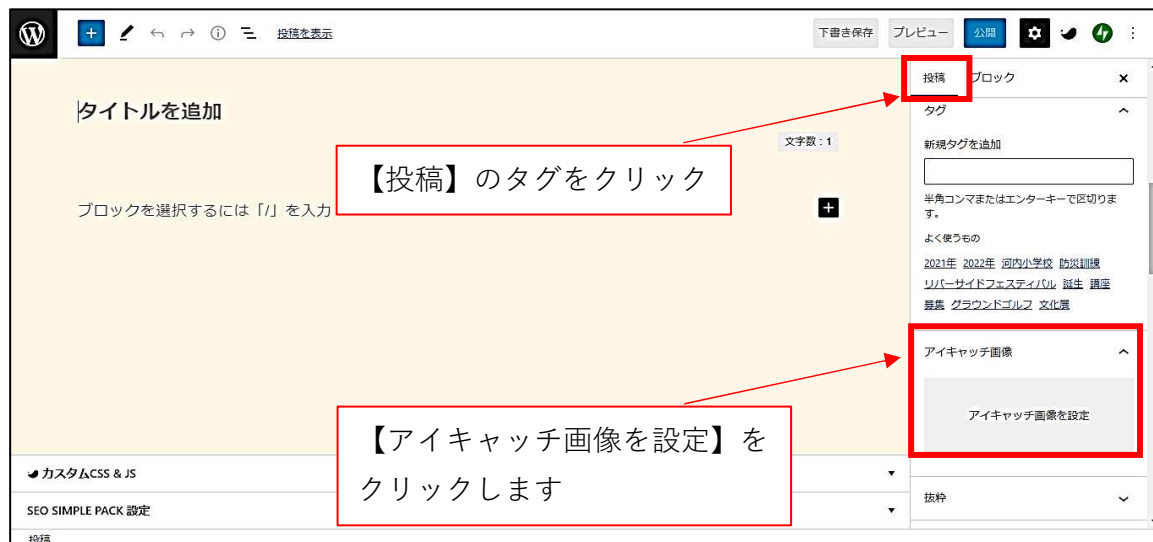 投稿を表示
下書き保存 プレビュー 公開
投稿 ブロック ×
タイトルを追加
文字数:1
ブロックを選択するには「/」を入力
【投稿】のタグをクリック
タグ
新規タグを追加
半角コンマまたはエンターキーで区切りま
す。
よく使うもの
2021年 2022年 河内小学校 防災訓練
リバーサイドフェスティバル 誕生 講座
募集 グラウンドゴルフ 文化展
アイキャッチ画像
アイキャッチ画像を設定
【アイキャッチ画像を設定】を
クリックします
抜粋
カスタムCSS & JS
SEO SIMPLE PACK 設定
投稿